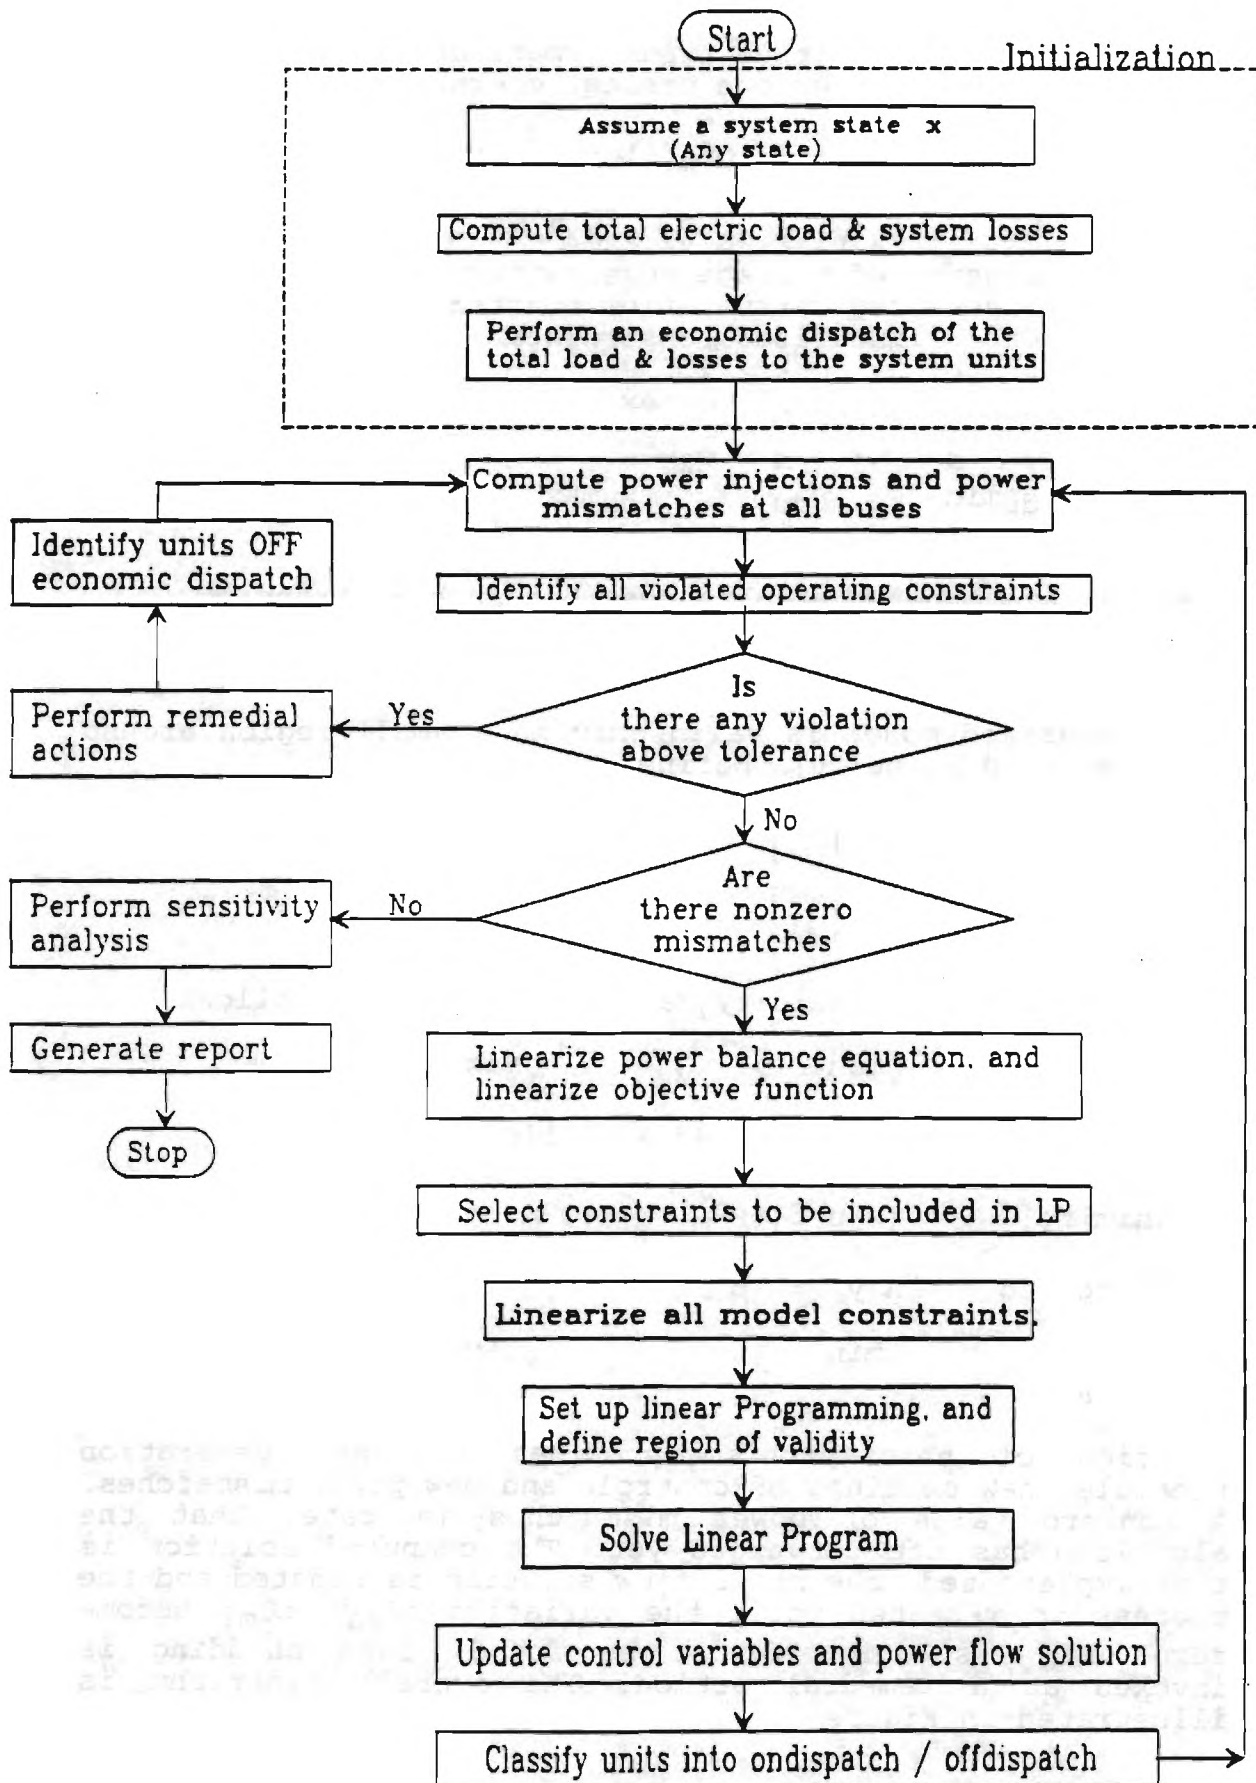 Start
Initialization
Assume a system state x
(Any state)
Compute total electric load & system losses
Perform an economic dispatch of the
total load & losses to the system units
Compute power injections and power
mismatches at all buses
Identify units OFF
economic dispatch
Identify all violated operating constraints
Is
there any violation
above tolerance
Yes
Perform remedial
actions
No
Are
there nonzero
mismatches
No
Perform sensitivity
analysis
Yes
Generate report
Stop
Linearize power balance equation, and
linearize objective function
Select constraints to be included in LP
Linearize all model constraints.
Set up linear Programming, and
define region of validity
Solve Linear Program
Update control variables and power flow solution
Classify units into ondispatch / offdispatch